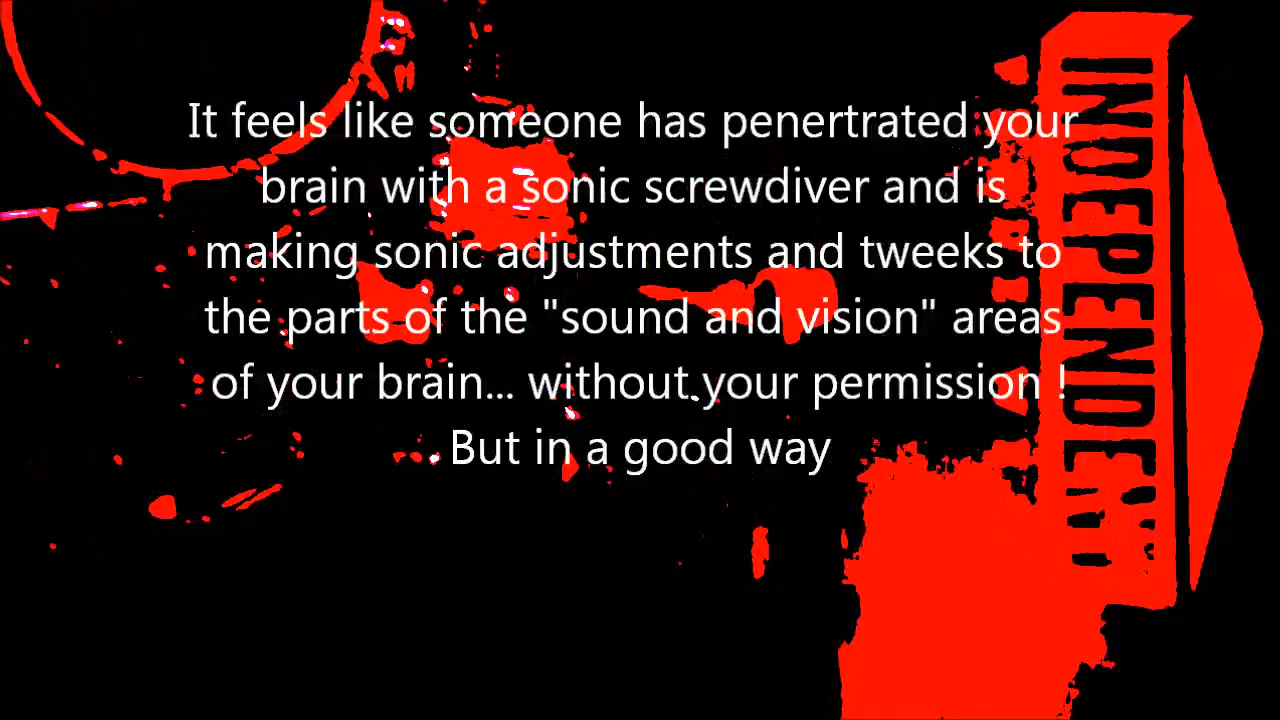 It feels like someone has penertrated your
brain with a sonic screwdiver and is
making sonic adjustments and tweeks to
the parts of the "sound and vision" areas
of your brain... without your permission !
But in a good way
INDEPENDENT